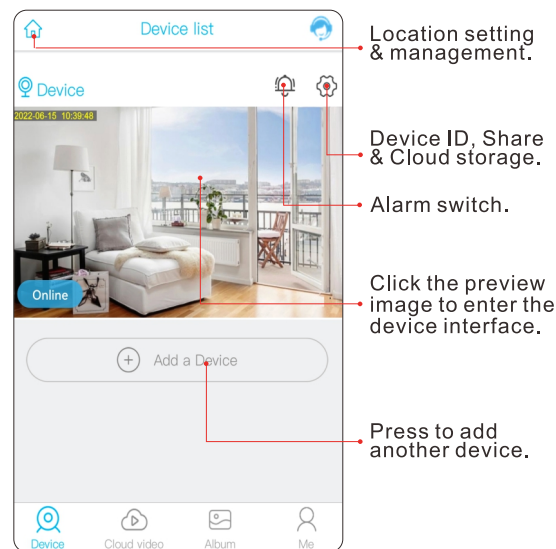 Device list
Location setting
& management.
Device
2022-06-15 10:39:48
Device ID, Share
& Cloud storage.
Alarm switch.
Online
Click the preview
image to enter the
device interface.
Add a Device
Press to add
another device.
Device
Cloud video
Album
Me